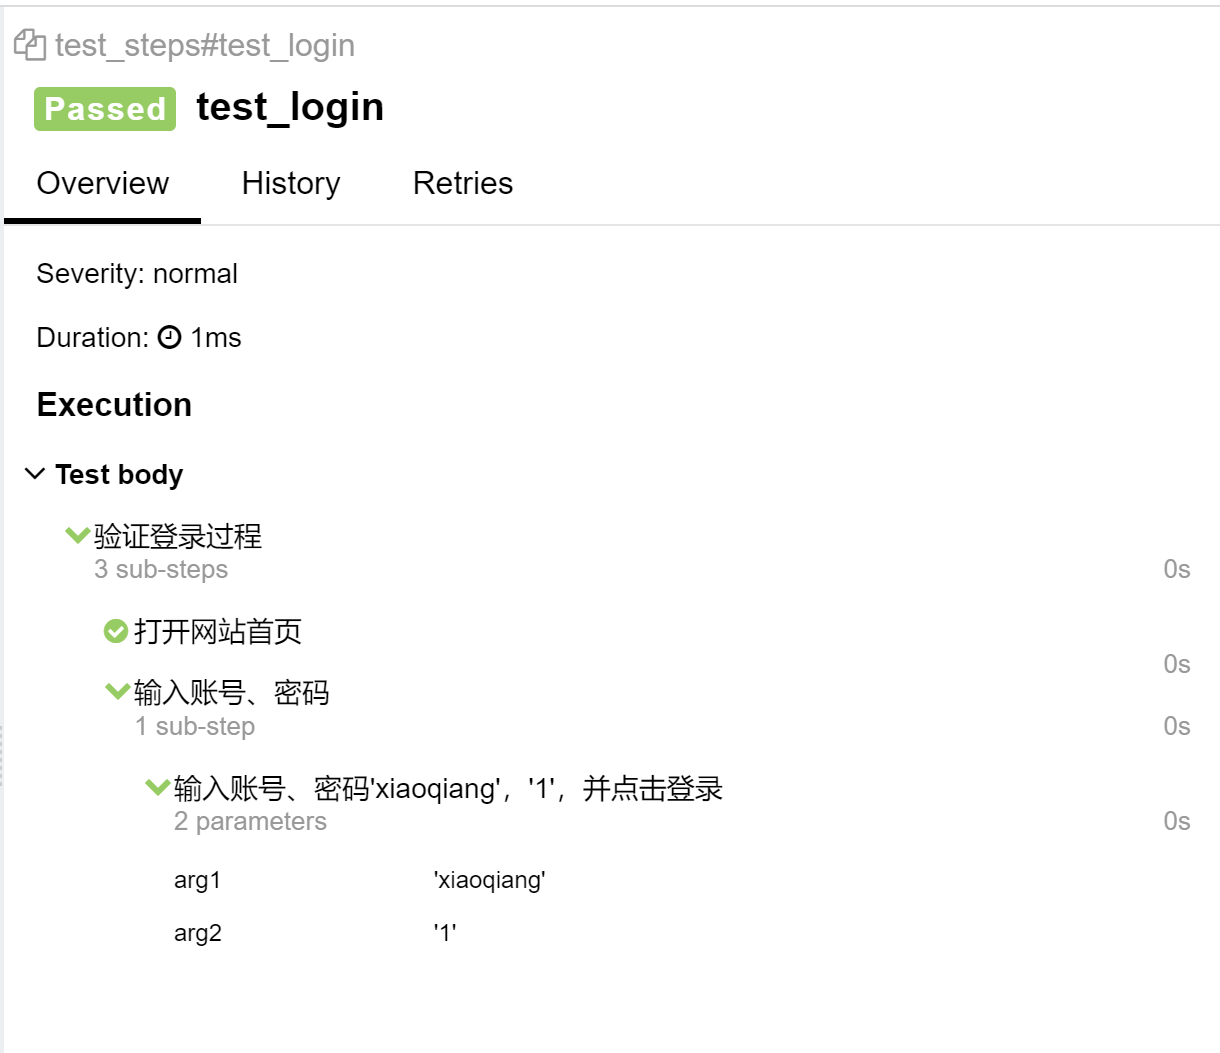 test_steps#test_login
Passed test_login
Overview History Retries
Severity: normal
Duration: 1ms
Execution
Test body
验证登录过程
3 sub-steps 0s
打开网站首页
0s
输入账号、密码
1 sub-step 0s
输入账号、密码'xiaoqiang'，'1'，并点击登录
2 parameters 0s
arg1 'xiaoqiang'
arg2 '1'